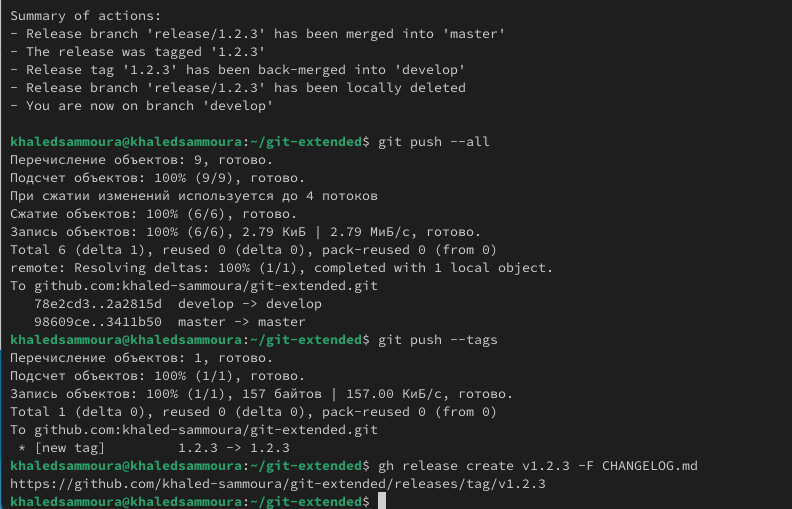 Summary of actions:
- Release branch 'release/1.2.3' has been merged into 'master'
- The release was tagged '1.2.3'
- Release tag '1.2.3' has been back-merged into 'develop'
- Release branch 'release/1.2.3' has been locally deleted
- You are now on branch 'develop'

khaledsammoura@khaledsammoura:~/git-extended$ git push --all
Перечисление объектов: 9, готово.
Подсчет объектов: 100% (9/9), готово.
При сжатии изменений используется до 4 потоков
Сжатие объектов: 100% (6/6), готово.
Запись объектов: 100% (6/6), 2.79 КиБ | 2.79 МиБ/с, готово.
Total 6 (delta 1), reused 0 (delta 0), pack-reused 0 (from 0)
remote: Resolving deltas: 100% (1/1), completed with 1 local object.
To github.com:khaled-sammoura/git-extended.git
   78e2cd3..2a2815d  develop -> develop
   98609ce..3411b50  master -> master
khaledsammoura@khaledsammoura:~/git-extended$ git push --tags
Перечисление объектов: 1, готово.
Подсчет объектов: 100% (1/1), готово.
Запись объектов: 100% (1/1), 157 байтов | 157.00 КиБ/с, готово.
Total 1 (delta 0), reused 0 (delta 0), pack-reused 0 (from 0)
To github.com:khaled-sammoura/git-extended.git
 * [new tag]         1.2.3 -> 1.2.3
khaledsammoura@khaledsammoura:~/git-extended$ gh release create v1.2.3 -F CHANGELOG.md
https://github.com/khaled-sammoura/git-extended/releases/tag/v1.2.3
khaledsammoura@khaledsammoura:~/git-extended$